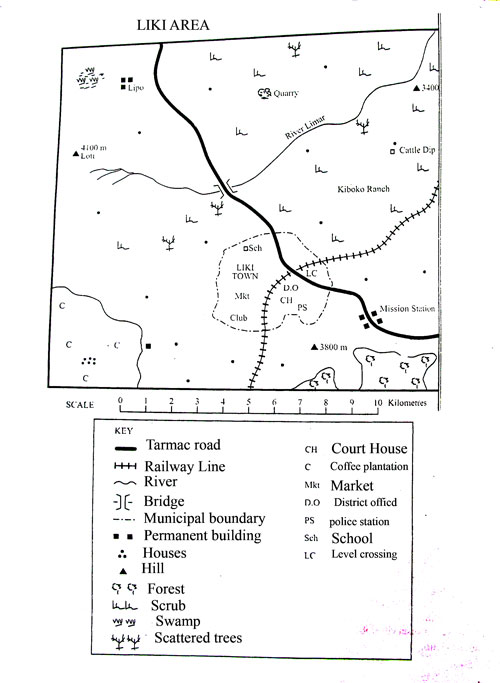 LIKI AREA
Lipo
Quarry
3400
River Limar
4100 m
Loti
Cattle Dip
Kiboko Ranch
Sch
LIKI
TOWN
LC
D.O
Mkt
CH
C
Mission Station
PS
Club
C
C
3800 m
C
C
SCALE
0 1 2 3 4 5 6 7 8 9 10 Kilometres
KEY
Tarmac road
Railway Line
River
Bridge
Municipal boundary
Permanent building
Houses
Hill
Forest
Scrub
Swamp
Scattered trees
CH Court House
C Coffee plantation
Mkt Market
D.O District officd
PS police station
Sch School
LC Level crossing